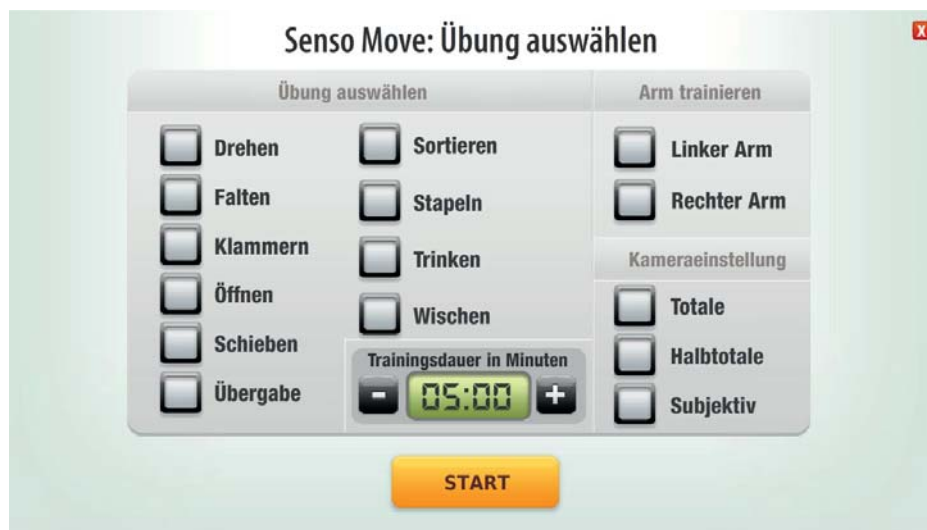 Senso Move: Übung auswählen
X
Übung auswählen
Drehen
Falten
Klammern
Öffnen
Schieben
Übergabe
Sortieren
Stapeln
Trinken
Wischen
Trainingsdauer in Minuten
- 05:00 +
Arm trainieren
Linker Arm
Rechter Arm
Kameraeinstellung
Totale
Halbtotale
Subjektiv
START